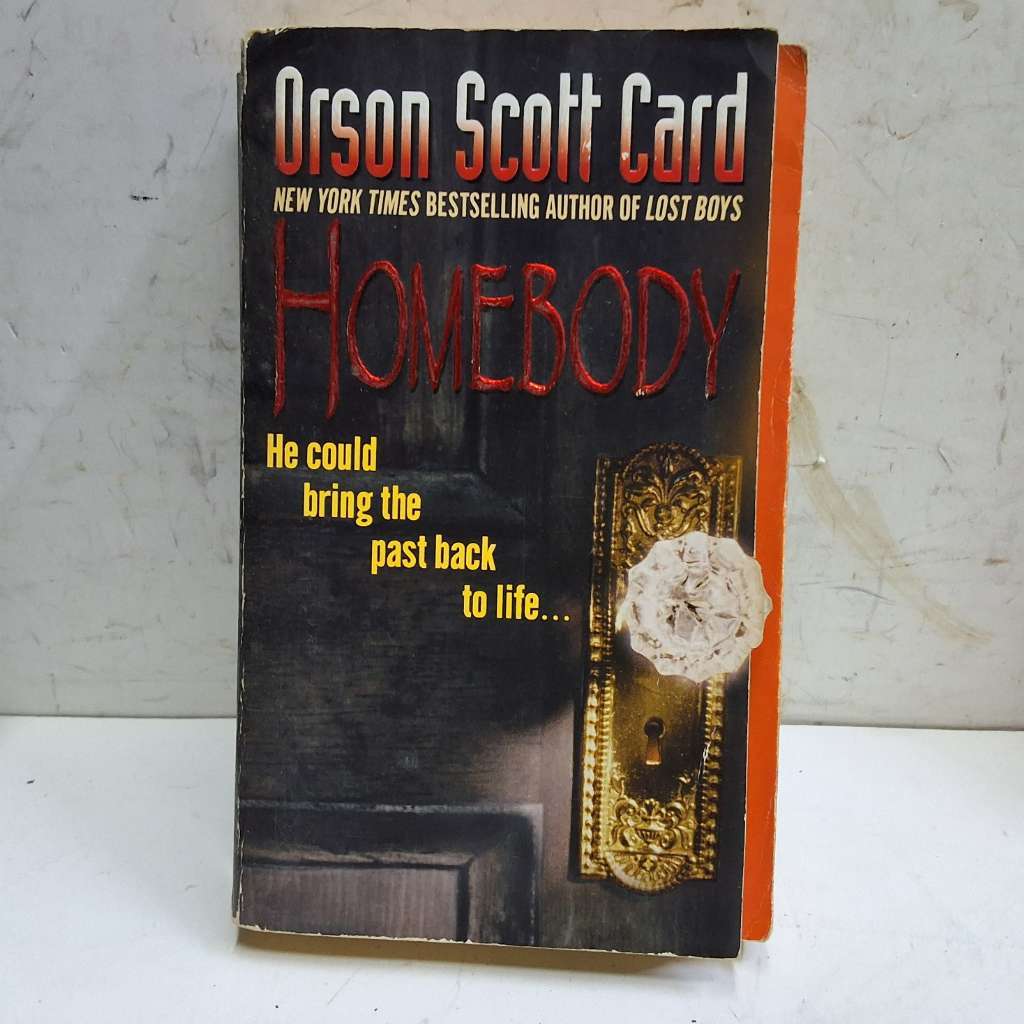 Orson Scott Card
NEW YORK TIMES BESTSELLING AUTHOR OF LOST BOYS
HOMEBODY
He could
bring the
past back
to life...